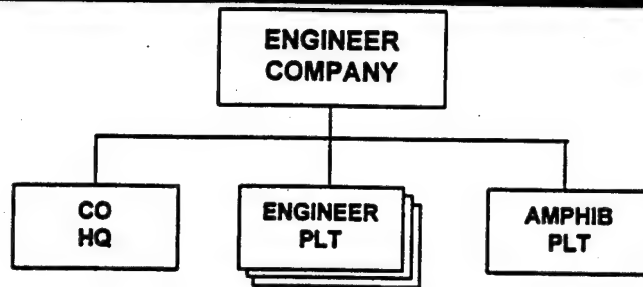 ENGINEER
COMPANY
CO
HQ
ENGINEER
PLT
AMPHIB
PLT